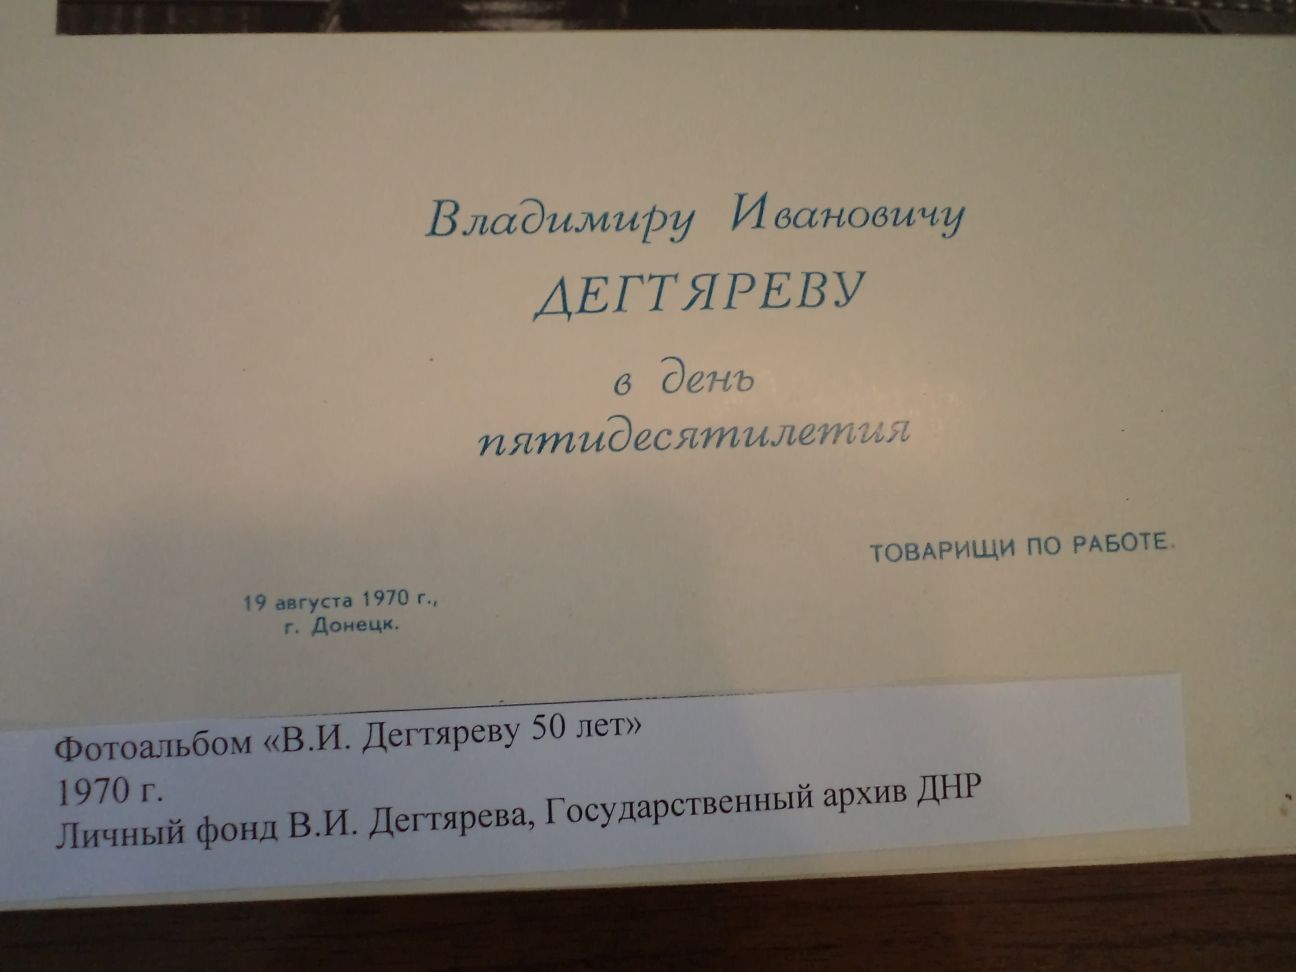 Владимиру Ивановичу
ДЕГТЯРЕВУ
в день
пятидесятилетия
ТОВАРИЩИ ПО РАБОТЕ.
19 августа 1970 г.,
г. Донецк.
Фотоальбом «В.И. Дегтяреву 50 лет»
1970 г.
Личный фонд В.И. Дегтярева, Государственный архив ДНР